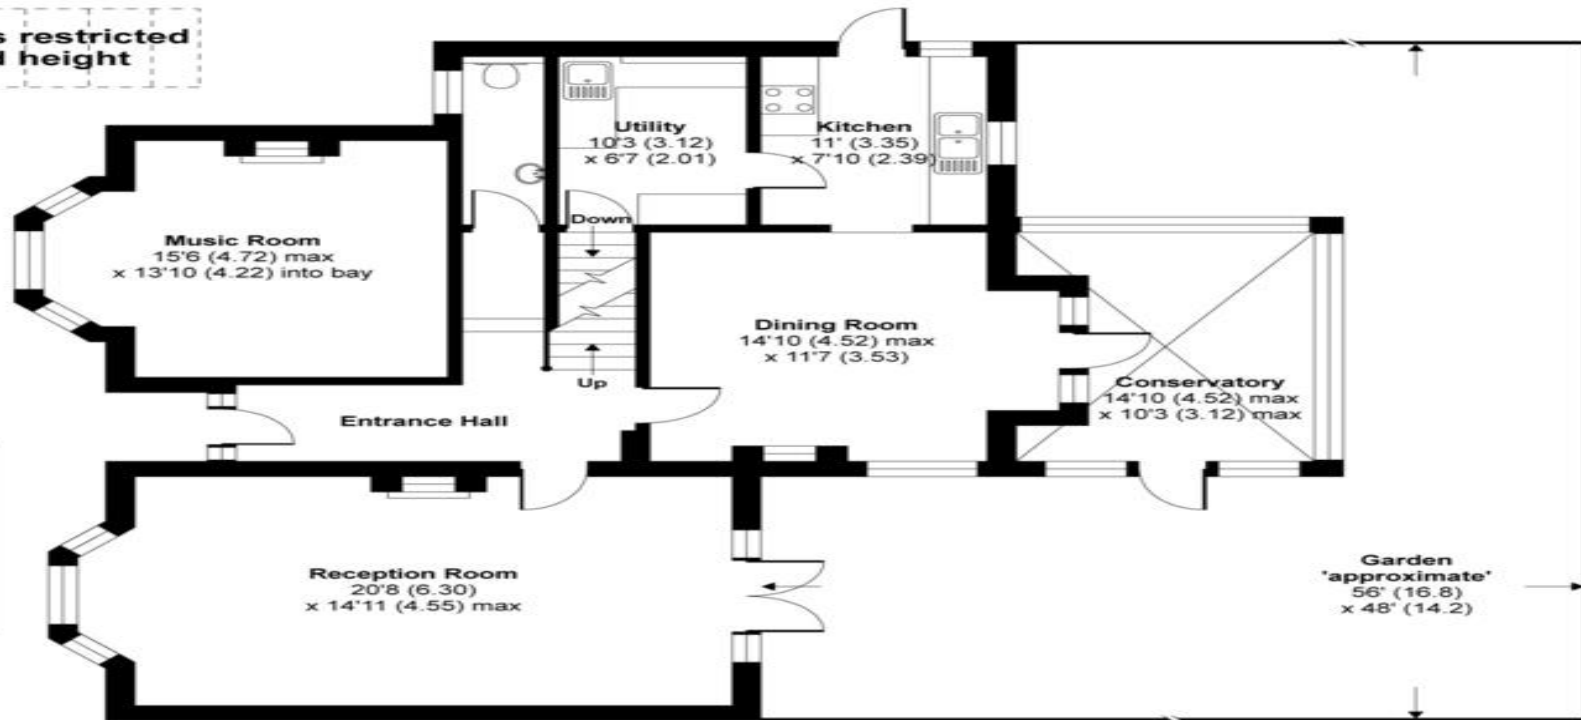 s restricted
d height
Utility
10'3 (3.12)
x 6'7 (2.01)
Kitchen
11' (3.35)
x 7'10 (2.39)
Down
Music Room
15'6 (4.72) max
x 13'10 (4.22) into bay
Dining Room
14'10 (4.52) max
x 11'7 (3.53)
Up
Conservatory
14'10 (4.52) max
x 10'3 (3.12) max
Entrance Hall
Reception Room
20'8 (6.30)
x 14'11 (4.55) max
Garden
'approximate'
56' (16.8)
x 48' (14.2)